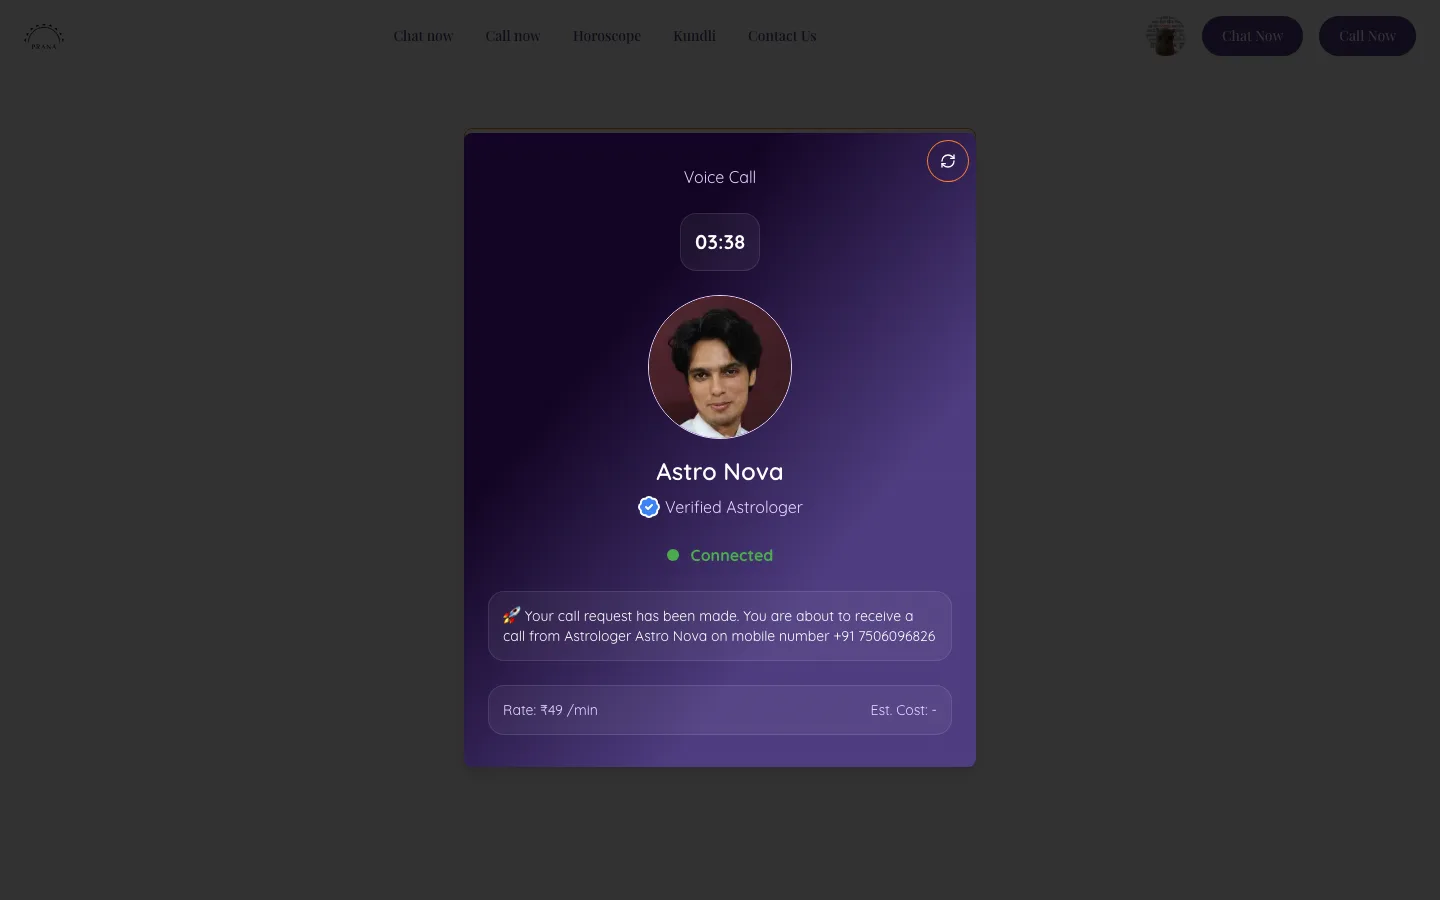 PRANA
Chat now
Call now
Horoscope
Kundli
Contact Us
Chat Now
Call Now
Voice Call
03:38
Astro Nova
Verified Astrologer
Connected
🚀 Your call request has been made. You are about to receive a
call from Astrologer Astro Nova on mobile number +91 7506096826
Rate: ₹49 /min
Est. Cost: -